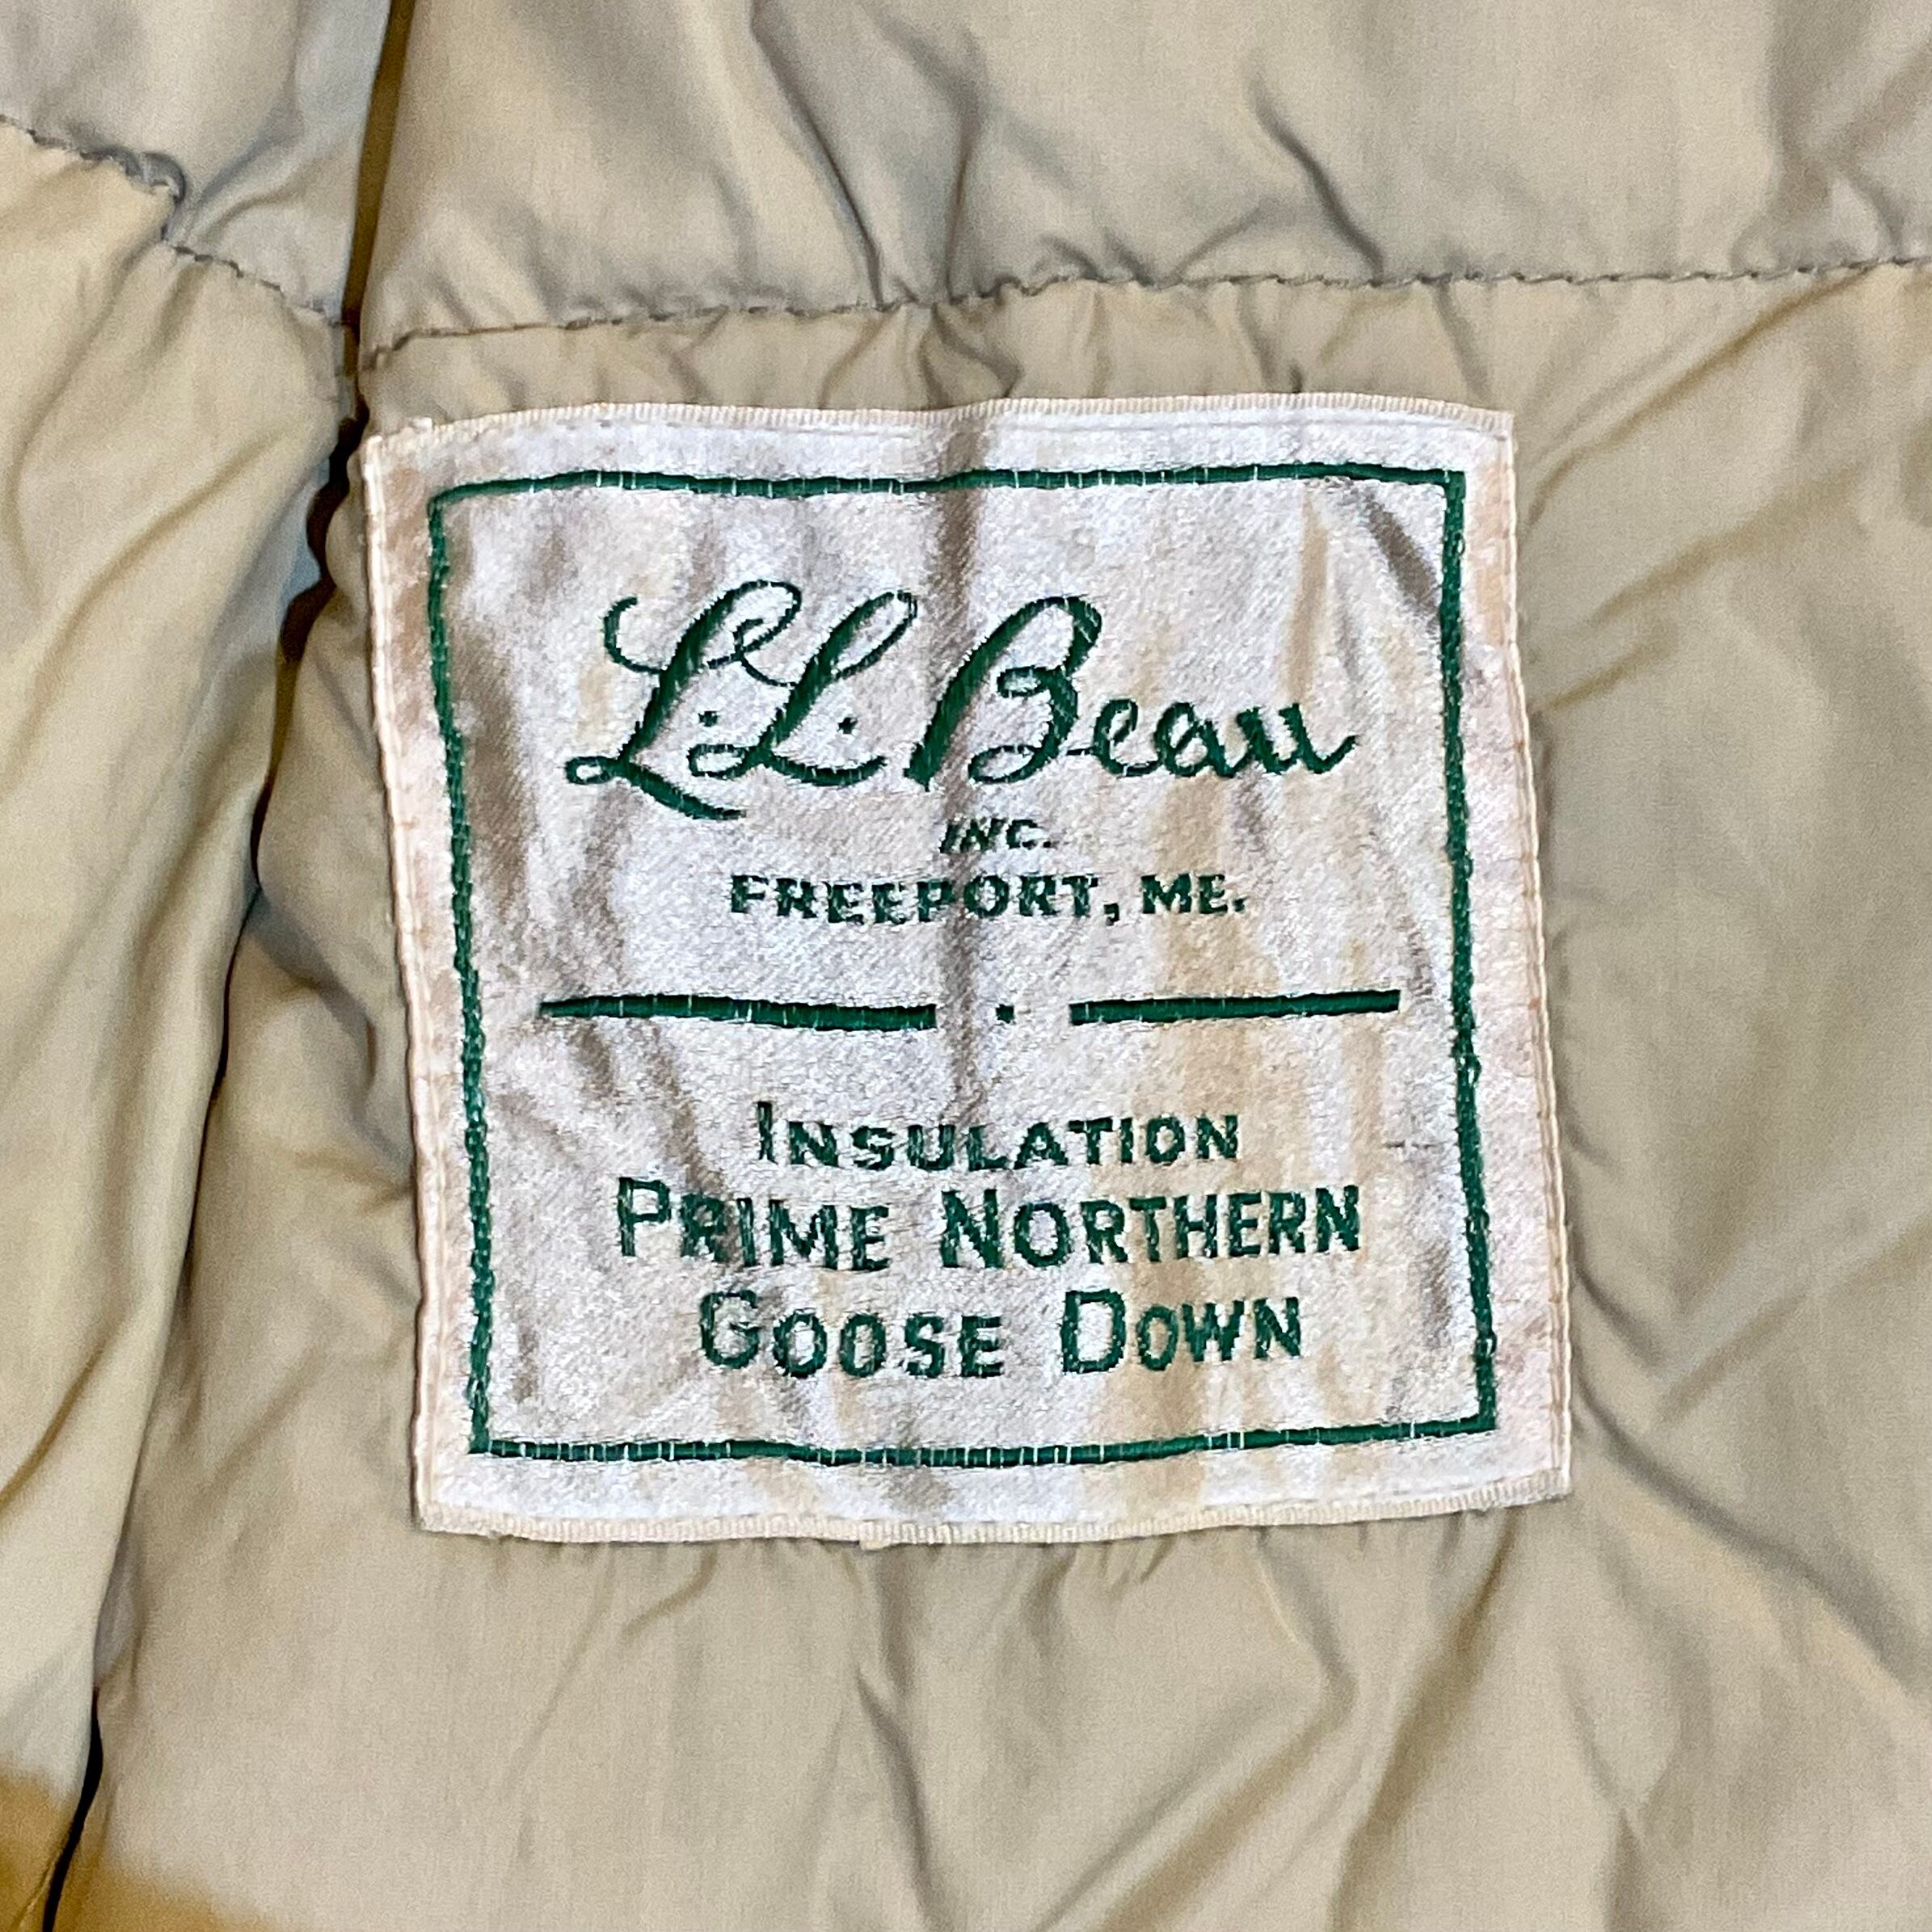 L.L. Bean
INC.
FREEPORT, ME.
INSULATION
PRIME NORTHERN
GOOSE DOWN